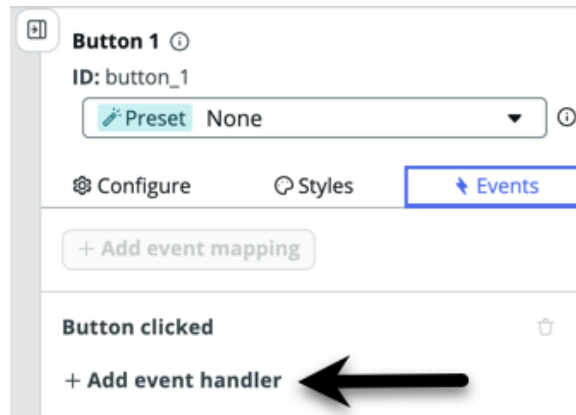 Button 1
ID: button_1
Preset None
Configure Styles Events
+ Add event mapping
Button clicked
+ Add event handler